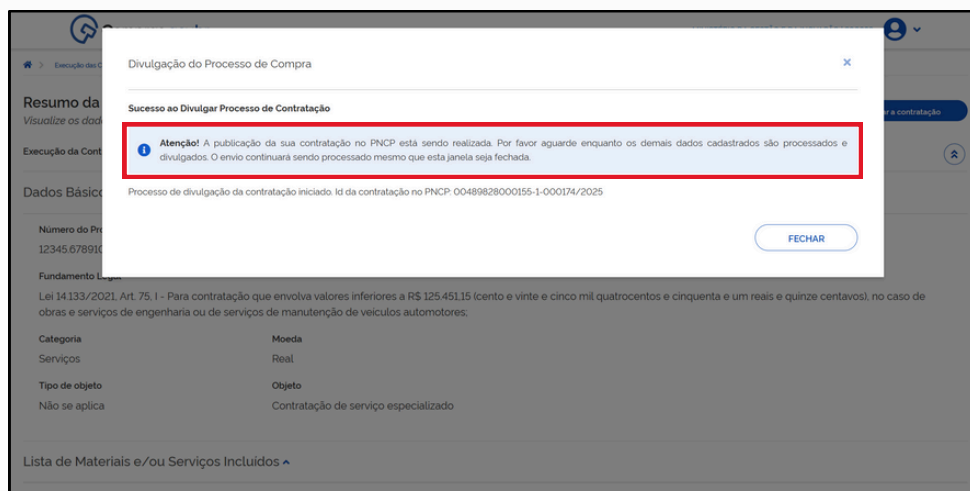 Divulgação do Processo de Compra
×
> Execução das C
Resumo da
Sucesso ao Divulgar Processo de Contratação
Visualize os dad
ar a contratação
Atenção! A publicação da sua contratação no PNCP está sendo realizada. Por favor aguarde enquanto os demais dados cadastrados são processados e
divulgados. O envio continuará sendo processado mesmo que esta janela seja fechada.
Execução da Cont
Dados Básico
Processo de divulgação da contratação iniciado. Id da contratação no PNCP: 00489828000155-1-000174/2025
Número do Pro
FECHAR
12345.678910
Fundamento Legal
Lei 14.133/2021, Art. 75, I - Para contratação que envolva valores inferiores a R$ 125.451,15 (cento e vinte e cinco mil quatrocentos e cinquenta e um reais e quinze centavos), no caso de
obras e serviços de engenharia ou de serviços de manutenção de veículos automotores;
Categoria Moeda
Serviços Real
Tipo de objeto Objeto
Não se aplica Contratação de serviço especializado
Lista de Materiais e/ou Serviços Incluídos